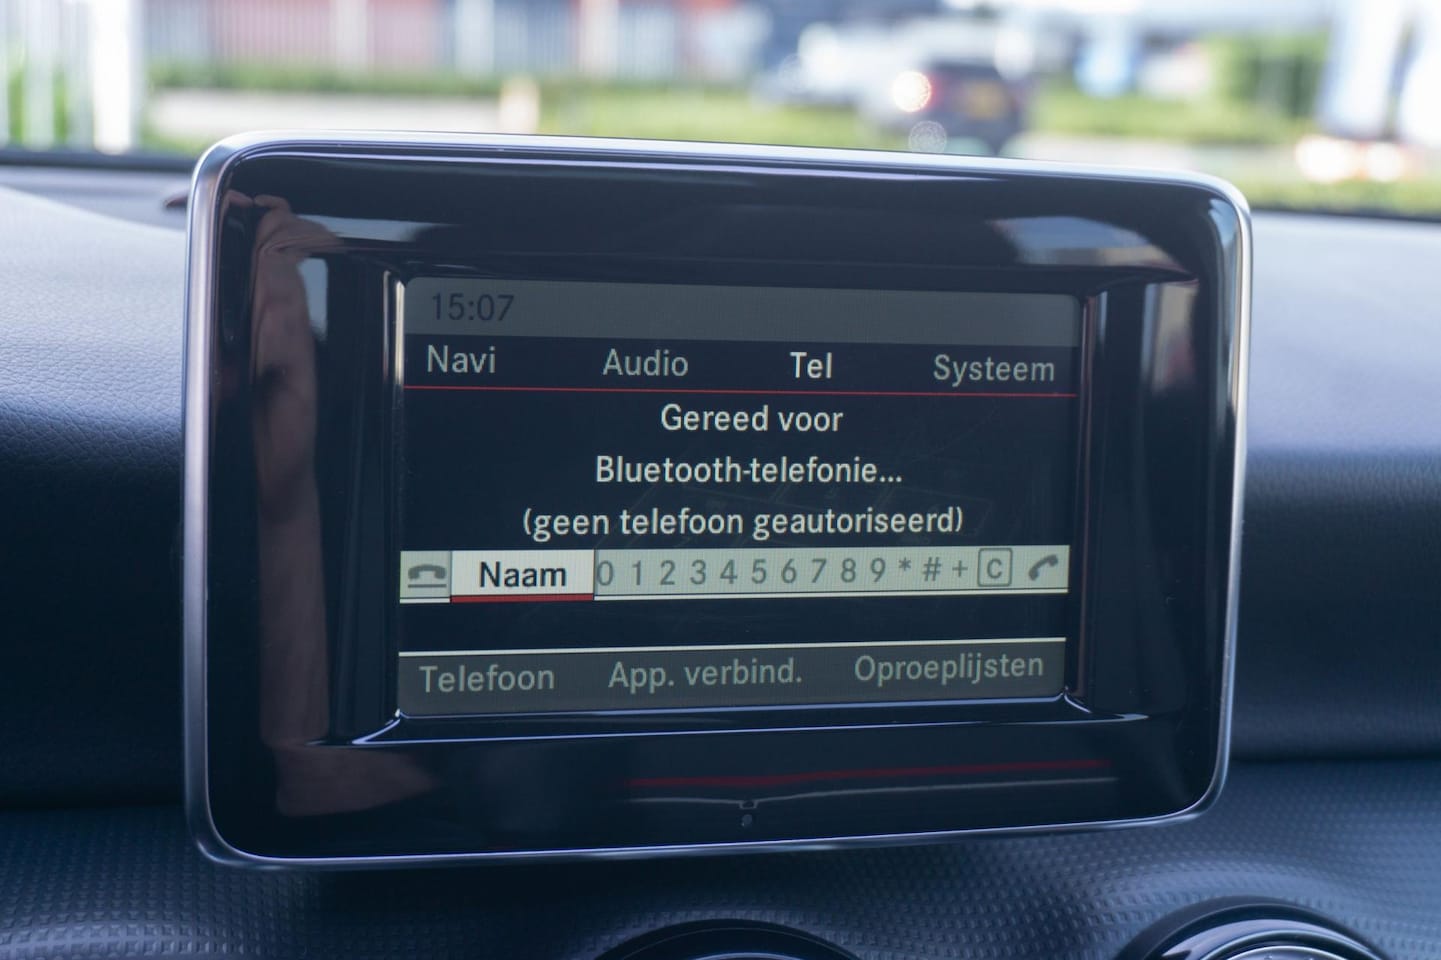 15:07
Navi Audio Tel Systeem
Gereed voor
Bluetooth-telefonie...
(geen telefoon geautoriseerd)
Naam 0 1 2 3 4 5 6 7 8 9 * # + C
Telefoon App. verbind. Oproeplijsten